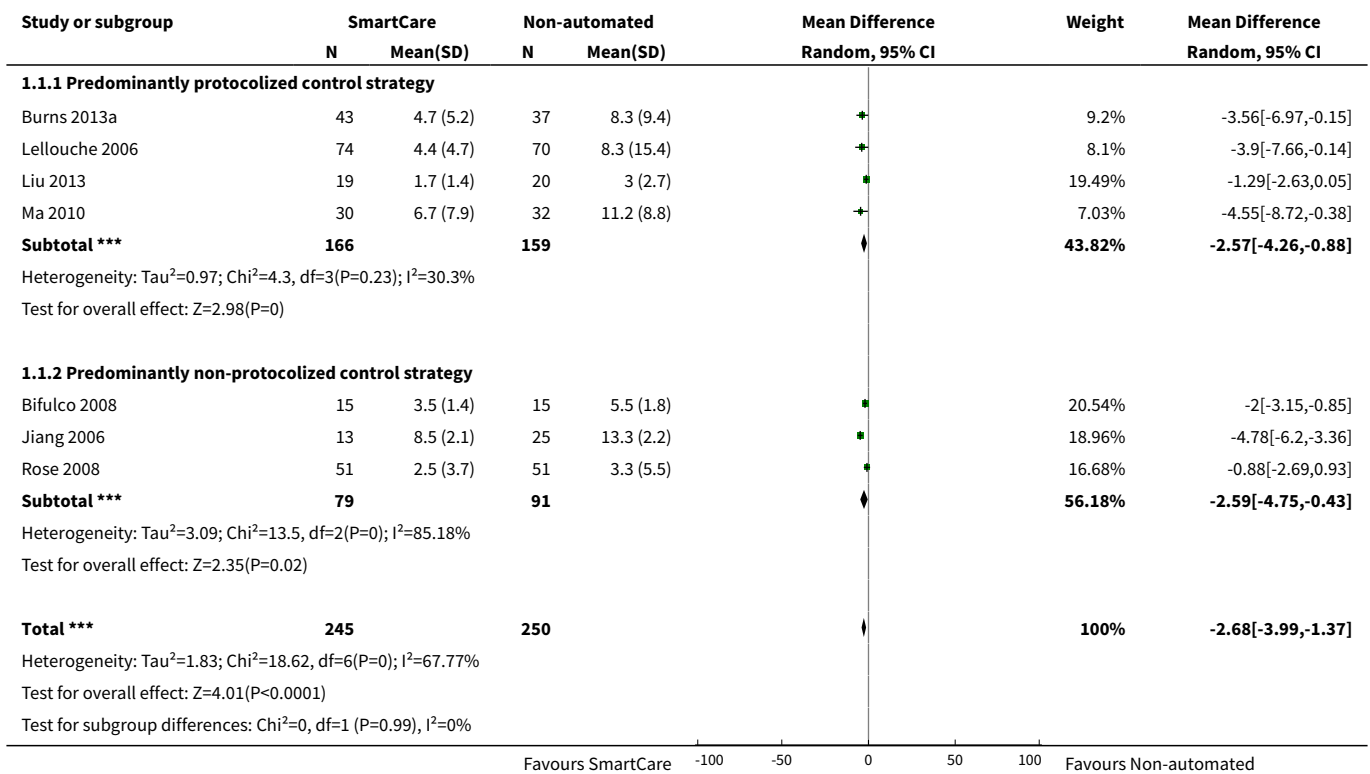 Study or subgroup SmartCare Non-automated Mean Difference Weight Mean Difference
N Mean(SD) N Mean(SD) Random, 95% CI Random, 95% CI
1.1.1 Predominantly protocolized control strategy
Burns 2013a 43 4.7 (5.2) 37 8.3 (9.4) 9.2% -3.56[-6.97,-0.15]
Lellouche 2006 74 4.4 (4.7) 70 8.3 (15.4) 8.1% -3.9[-7.66,-0.14]
Liu 2013 19 1.7 (1.4) 20 3 (2.7) 19.49% -1.29[-2.63,0.05]
Ma 2010 30 6.7 (7.9) 32 11.2 (8.8) 7.03% -4.55[-8.72,-0.38]
Subtotal *** 166 159 43.82% -2.57[-4.26,-0.88]
Heterogeneity: Tau²=0.97; Chi²=4.3, df=3(P=0.23); I²=30.3%
Test for overall effect: Z=2.98(P=0)
1.1.2 Predominantly non-protocolized control strategy
Bifulco 2008 15 3.5 (1.4) 15 5.5 (1.8) 20.54% -2[-3.15,-0.85]
Jiang 2006 13 8.5 (2.1) 25 13.3 (2.2) 18.96% -4.78[-6.2,-3.36]
Rose 2008 51 2.5 (3.7) 51 3.3 (5.5) 16.68% -0.88[-2.69,0.93]
Subtotal *** 79 91 56.18% -2.59[-4.75,-0.43]
Heterogeneity: Tau²=3.09; Chi²=13.5, df=2(P=0); I²=85.18%
Test for overall effect: Z=2.35(P=0.02)
Total *** 245 250 100% -2.68[-3.99,-1.37]
Heterogeneity: Tau²=1.83; Chi²=18.62, df=6(P=0); I²=67.77%
Test for overall effect: Z=4.01(P<0.0001)
Test for subgroup differences: Chi²=0, df=1 (P=0.99), I²=0%
Favours SmartCare -100 -50 0 50 100 Favours Non-automated